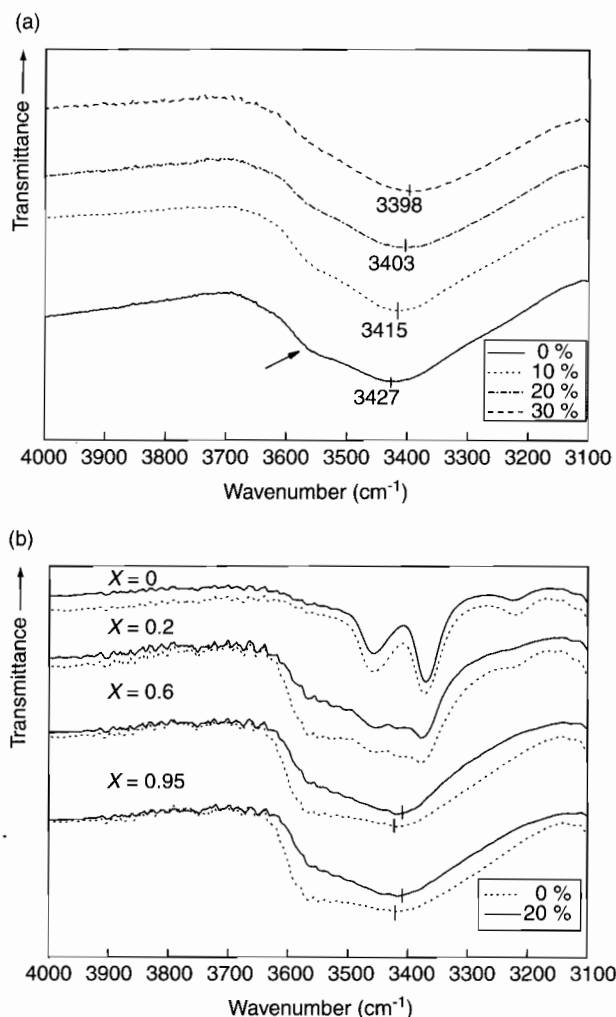 (a)
Transmittance
3398
3403
3415
3427
0 %
10 %
20 %
30 %
4000 3900 3800 3700 3600 3500 3400 3300 3200 3100
Wavenumber (cm⁻¹)
(b)
Transmittance
X = 0
X = 0.2
X = 0.6
X = 0.95
0 %
20 %
4000 3900 3800 3700 3600 3500 3400 3300 3200 3100
Wavenumber (cm⁻¹)